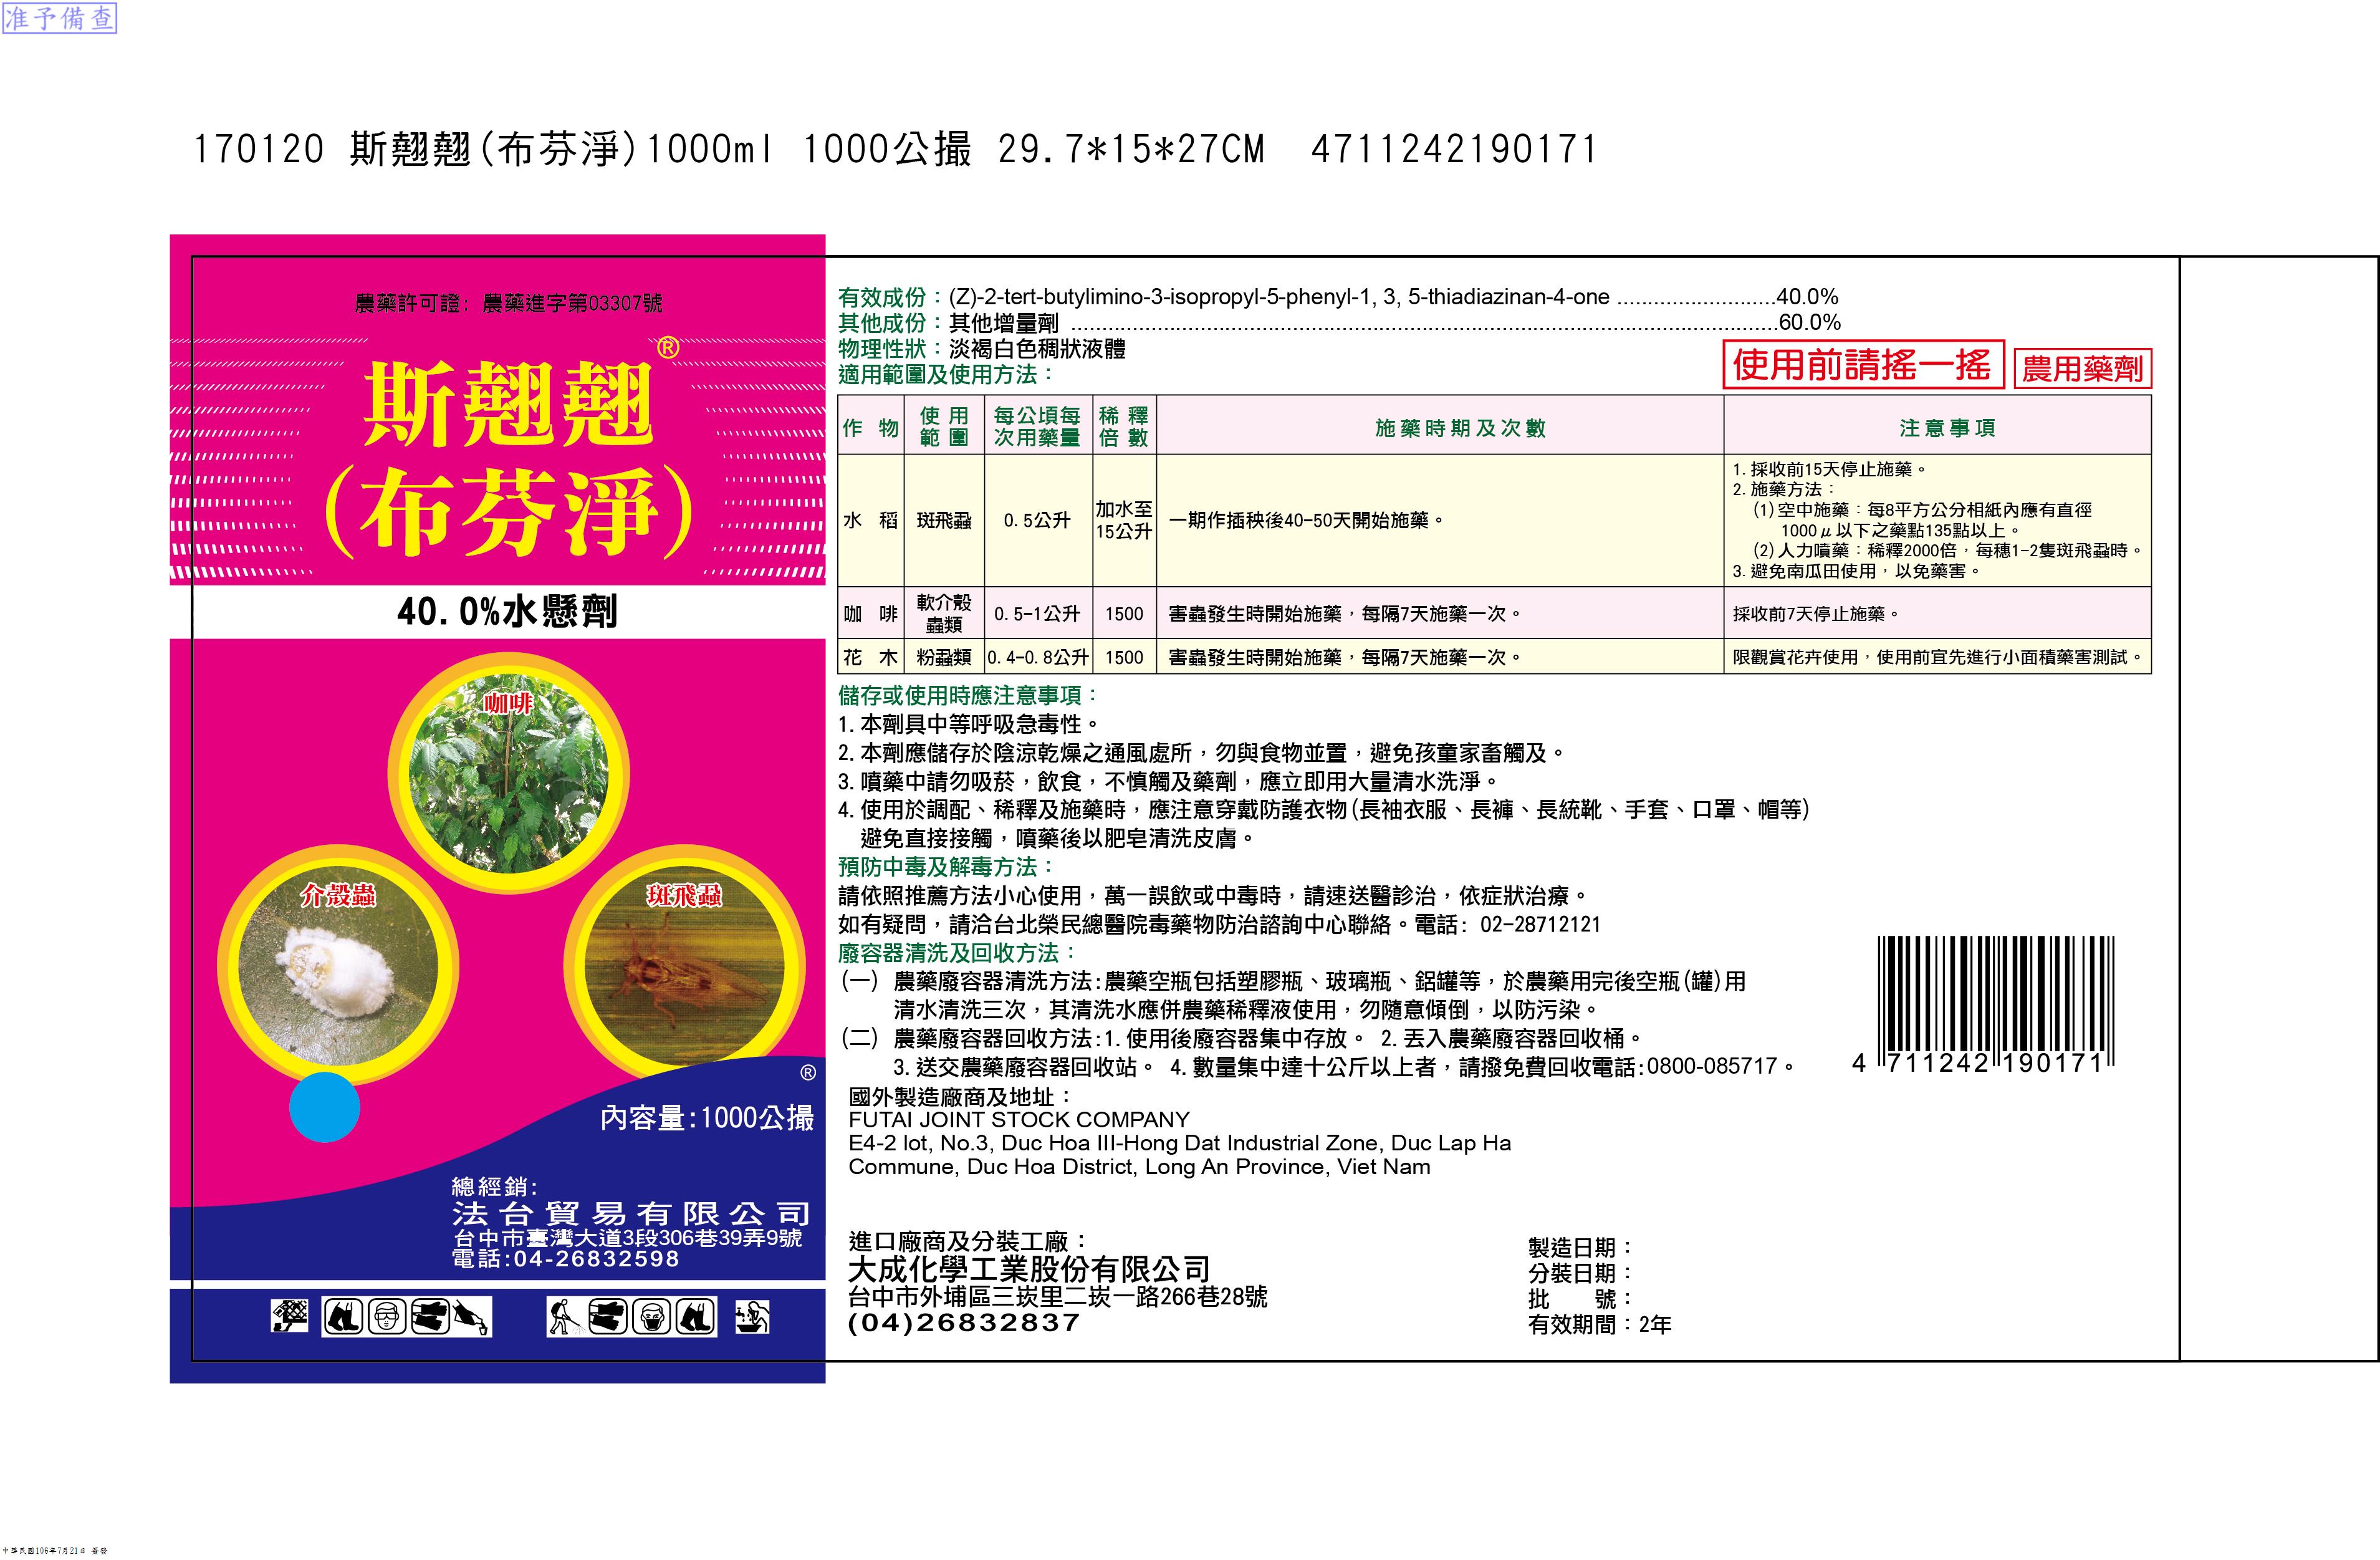 准予備查
170120 斯翹翹(布芬淨)1000ml 1000公撮 29.7*15*27CM 4711242190171
農藥許可證: 農藥進字第03307號
斯翹翹®
(布芬淨)
40.0%水懸劑
咖啡
介殼蟲
斑飛蝨
®
內容量:1000公撮
總經銷:
法台貿易有限公司
台中市臺灣大道3段306巷39弄9號
電話:04-26832598
有效成份：(Z)-2-tert-butylimino-3-isopropyl-5-phenyl-1, 3, 5-thiadiazinan-4-one ..........................40.0%
其他成份：其他增量劑 ....................................................................................................................60.0%
物理性狀：淡褐白色稠狀液體
適用範圍及使用方法：
使用前請搖一搖 農用藥劑
作 物 使用範圍 每公頃每次用藥量 稀釋倍數 施藥時期及次數 注意事項
水 稻 斑飛蝨 0.5公升 加水至15公升 一期作插秧後40-50天開始施藥。
1.採收前15天停止施藥。
2.施藥方法：
(1)空中施藥：每8平方公分相紙內應有直徑
1000μ以下之藥點135點以上。
(2)人力噴藥：稀釋2000倍，每穗1-2隻斑飛蝨時。
3.避免南瓜田使用，以免藥害。
咖 啡 軟介殼蟲類 0.5-1公升 1500 害蟲發生時開始施藥，每隔7天施藥一次。 採收前7天停止施藥。
花 木 粉蝨類 0.4-0.8公升 1500 害蟲發生時開始施藥，每隔7天施藥一次。 限觀賞花卉使用，使用前宜先進行小面積藥害測試。
儲存或使用時應注意事項：
1.本劑具中等呼吸急毒性。
2.本劑應儲存於陰涼乾燥之通風處所，勿與食物並置，避免孩童家畜觸及。
3.噴藥中請勿吸菸，飲食，不慎觸及藥劑，應立即用大量清水洗淨。
4.使用於調配、稀釋及施藥時，應注意穿戴防護衣物(長袖衣服、長褲、長統靴、手套、口罩、帽等)
避免直接接觸，噴藥後以肥皂清洗皮膚。
預防中毒及解毒方法：
請依照推薦方法小心使用，萬一誤飲或中毒時，請速送醫診治，依症狀治療。
如有疑問，請洽台北榮民總醫院毒藥物防治諮詢中心聯絡。電話: 02-28712121
廢容器清洗及回收方法：
(一) 農藥廢容器清洗方法:農藥空瓶包括塑膠瓶、玻璃瓶、鋁罐等，於農藥用完後空瓶(罐)用
清水清洗三次，其清洗水應併農藥稀釋液使用，勿隨意傾倒，以防污染。
(二) 農藥廢容器回收方法:1.使用後廢容器集中存放。 2.丟入農藥廢容器回收桶。
3.送交農藥廢容器回收站。 4.數量集中達十公斤以上者，請撥免費回收電話:0800-085717。
4 711242 190171
國外製造廠商及地址：
FUTAI JOINT STOCK COMPANY
E4-2 lot, No.3, Duc Hoa III-Hong Dat Industrial Zone, Duc Lap Ha
Commune, Duc Hoa District, Long An Province, Viet Nam
進口廠商及分裝工廠：
大成化學工業股份有限公司
台中市外埔區三崁里二崁一路266巷28號
(04)26832837
製造日期：
分裝日期：
批 號：
有效期間：2年
中華民國106年7月21日 簽發